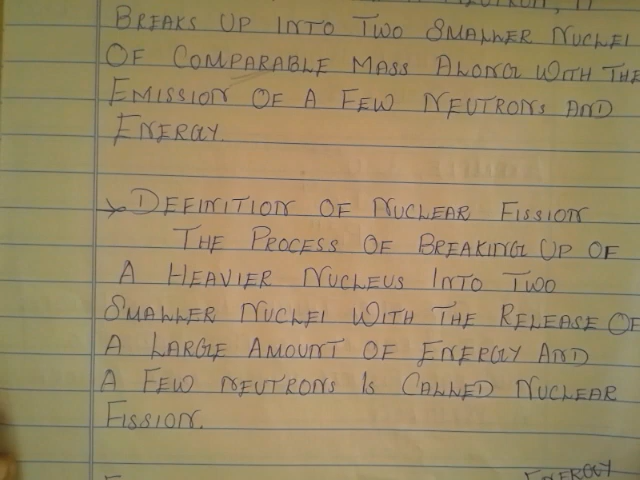 BREAKS UP INTO TWO SMALLER NUCLEI
OF COMPARABLE MASS ALONG WITH THE
EMISSION OF A FEW NEUTRONS AND
ENERGY.
→ DEFINITION OF NUCLEAR FISSION
THE PROCESS OF BREAKING UP OF
A HEAVIER NUCLEUS INTO TWO
SMALLER NUCLEI WITH THE RELEASE OF
A LARGE AMOUNT OF ENERGY AND
A FEW NEUTRONS IS CALLED NUCLEAR
FISSION.
ENERGY